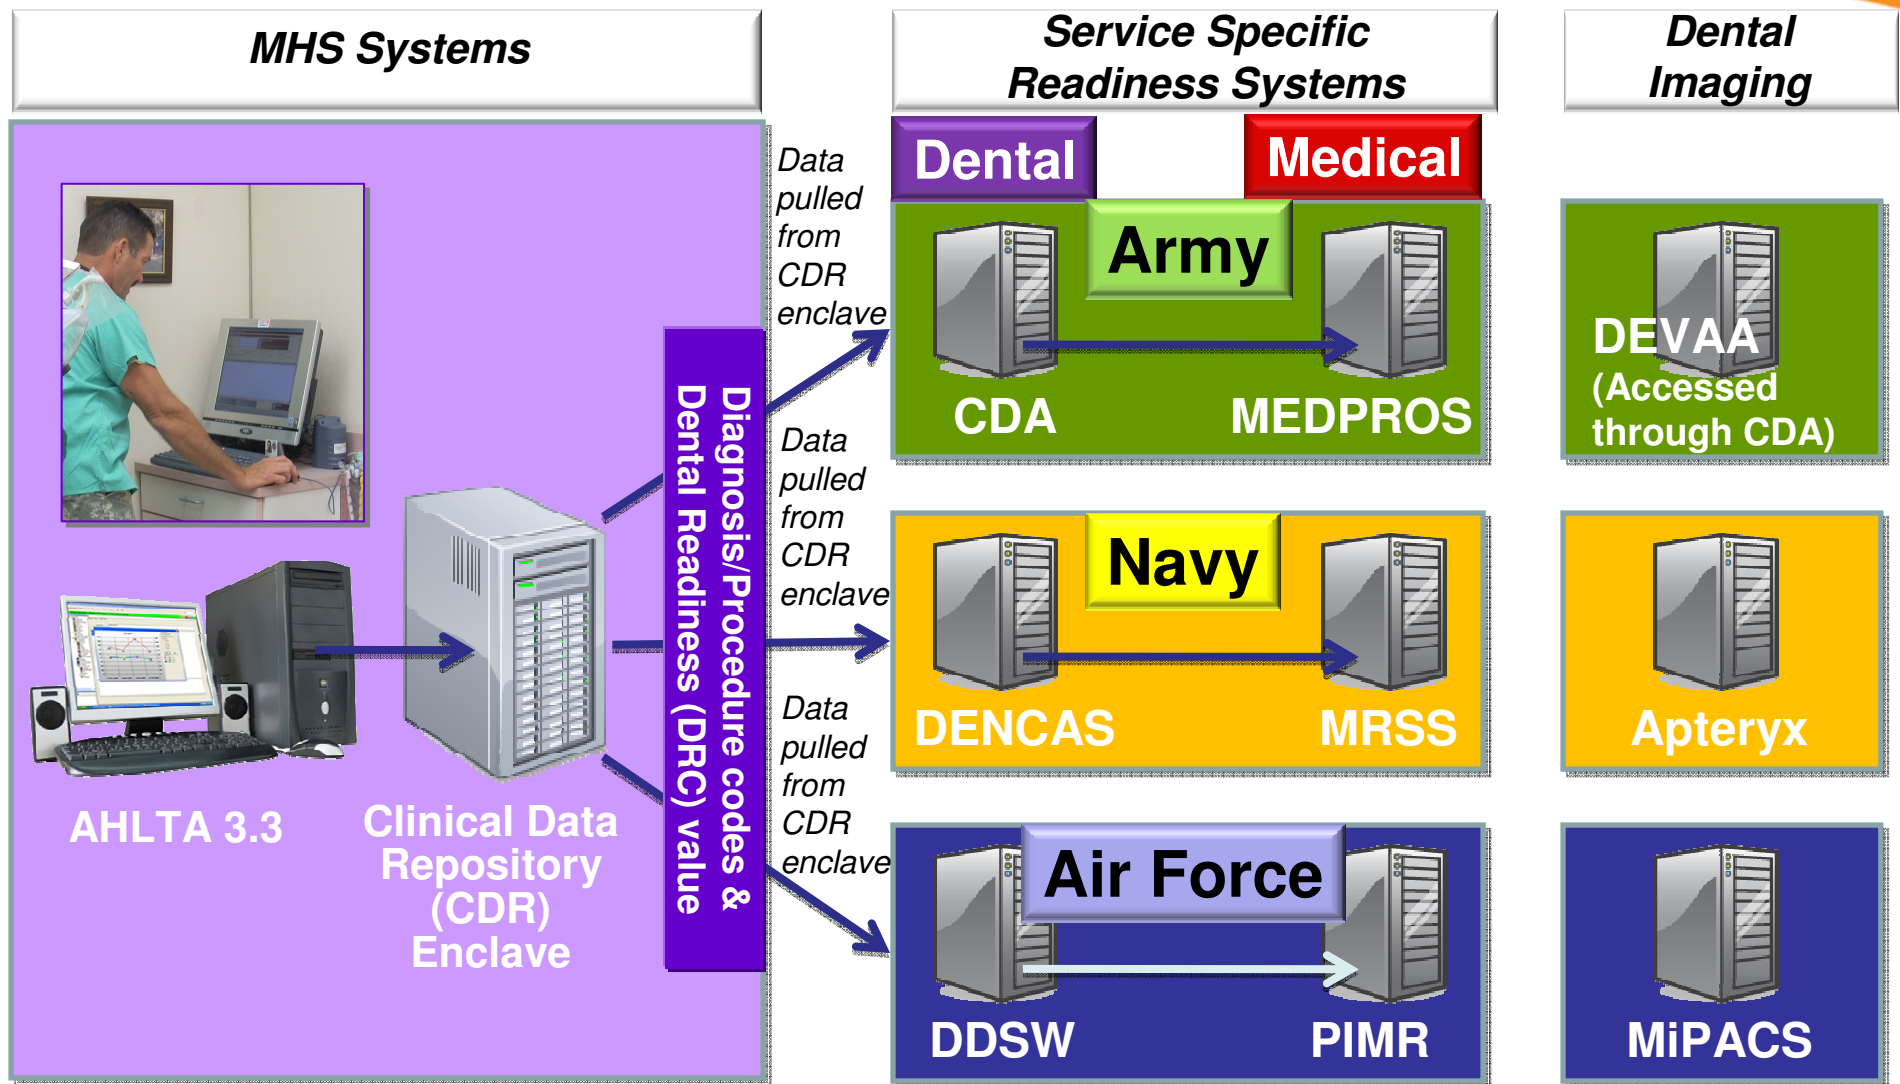 MHS Systems
Service Specific
Readiness Systems
Dental
Imaging
Dental
Medical
Data
pulled
from
CDR
enclave
Army
CDA
MEDPROS
DEVAA
(Accessed
through CDA)
Diagnosis/Procedure codes &
Dental Readiness (DRC) value
Data
pulled
from
CDR
enclave
Navy
DENCAS
MRSS
Apteryx
AHLTA 3.3
Clinical Data
Repository
(CDR)
Enclave
Data
pulled
from
CDR
enclave
Air Force
DDSW
PIMR
MiPACS